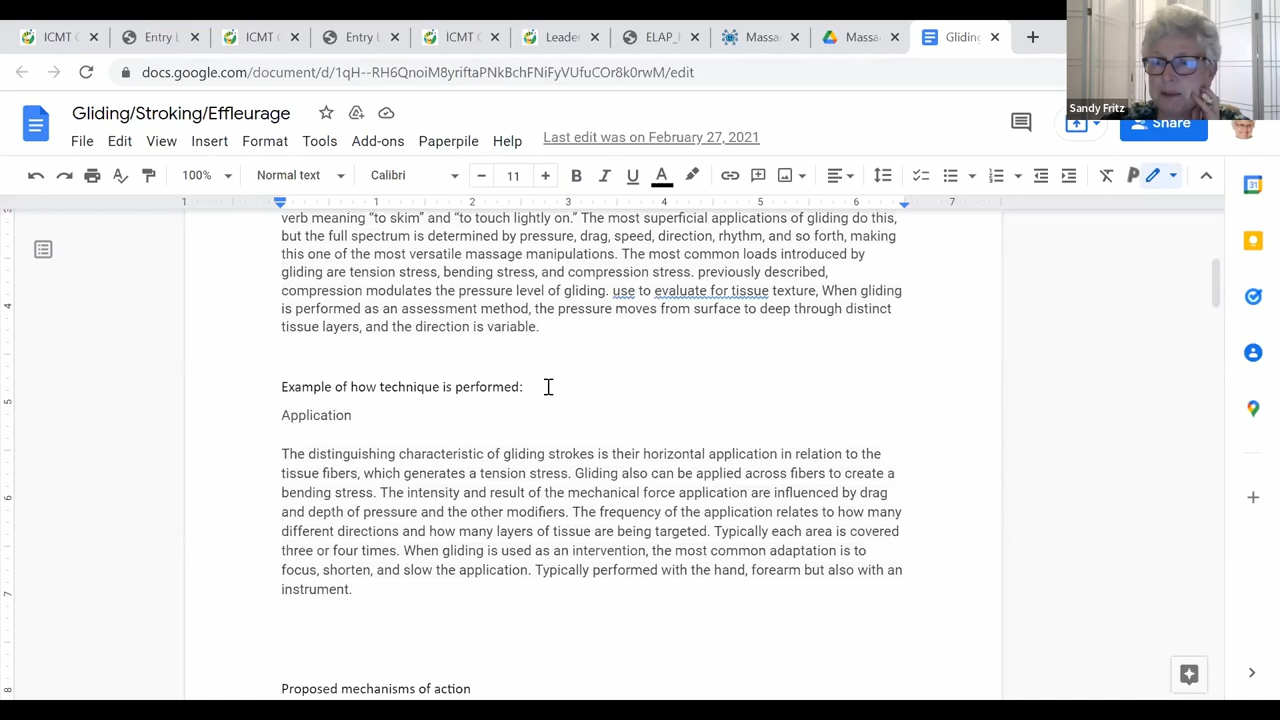 ICMT C
Entry L
ICMT C
Entry L
ICMT C
Leade
ELAP_
Massa
Massa
Gliding
docs.google.com/document/d/1qH--RH6QnoiM8yriftaPNkBchFNiFyVUfuCOr8k0rwM/edit
Sandy Fritz
Gliding/Stroking/Effleurage
File Edit View Insert Format Tools Add-ons Paperpile Help Last edit was on February 27, 2021
Share
100% Normal text Calibri 11 B I U A
1 1 2 3 4 5 6 7
verb meaning “to skim” and “to touch lightly on.” The most superficial applications of gliding do this,
but the full spectrum is determined by pressure, drag, speed, direction, rhythm, and so forth, making
this one of the most versatile massage manipulations. The most common loads introduced by
gliding are tension stress, bending stress, and compression stress. previously described,
compression modulates the pressure level of gliding. use to evaluate for tissue texture, When gliding
is performed as an assessment method, the pressure moves from surface to deep through distinct
tissue layers, and the direction is variable.
Example of how technique is performed:
Application
The distinguishing characteristic of gliding strokes is their horizontal application in relation to the
tissue fibers, which generates a tension stress. Gliding also can be applied across fibers to create a
bending stress. The intensity and result of the mechanical force application are influenced by drag
and depth of pressure and the other modifiers. The frequency of the application relates to how many
different directions and how many layers of tissue are being targeted. Typically each area is covered
three or four times. When gliding is used as an intervention, the most common adaptation is to
focus, shorten, and slow the application. Typically performed with the hand, forearm but also with an
instrument.
Proposed mechanisms of action